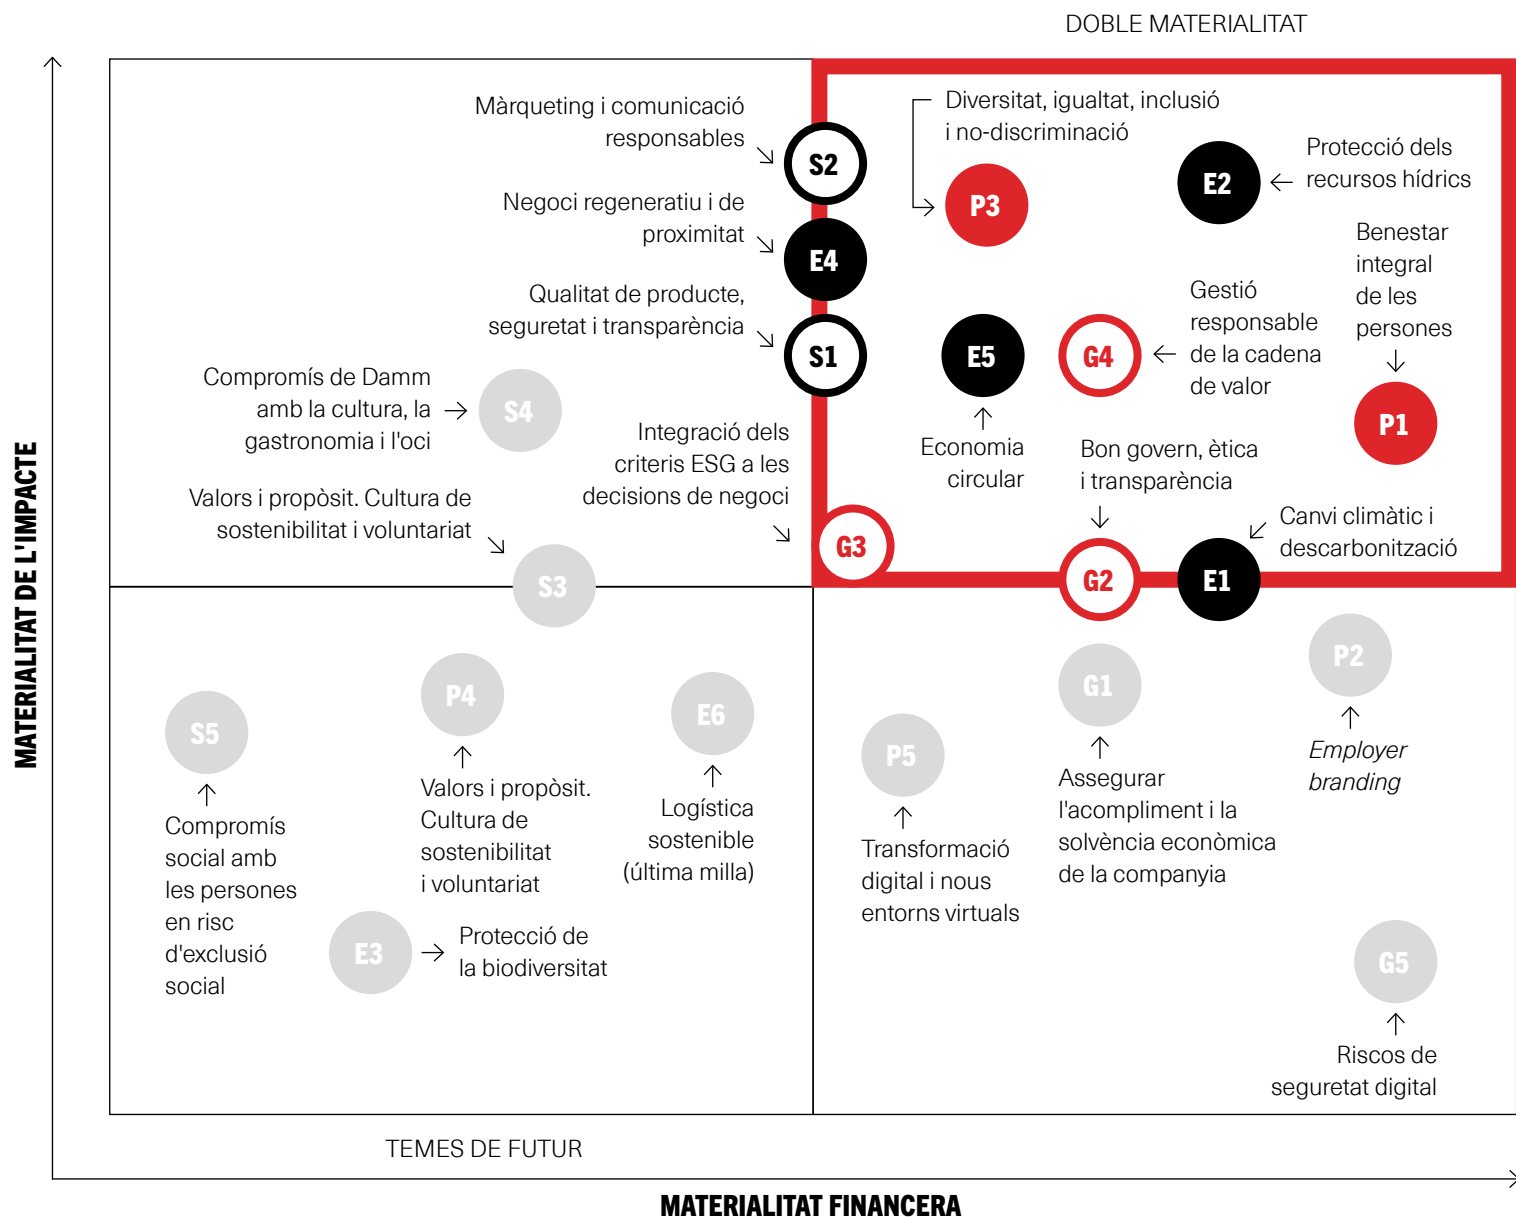 DOBLE MATERIALITAT
Màrqueting i comunicació
responsables
S2
Negoci regeneratiu i de
proximitat
E4
Qualitat de producte,
seguretat i transparència
S1
Diversitat, igualtat, inclusió
i no-discriminació
P3
E2
Protecció dels
recursos hídrics
Benestar
integral
de les
persones
P1
Gestió
responsable
de la cadena
de valor
G4
E5
Economia
circular
Compromís de Damm
amb la cultura, la
gastronomia i l'oci
S4
Integració dels
criteris ESG a les
decisions de negoci
G3
Bon govern, ètica
i transparència
G2
Canvi climàtic i
descarbonització
E1
Valors i propòsit. Cultura de
sostenibilitat i voluntariat
S3
MATERIALITAT DE L'IMPACTE
S5
Compromís
social amb
les persones
en risc
d'exclusió
social
P4
Valors i propòsit.
Cultura de
sostenibilitat
i voluntariat
E6
Logística
sostenible
(última milla)
E3
Protecció de
la biodiversitat
P5
Transformació
digital i nous
entorns virtuals
G1
Assegurar
l'acompliment i la
solvència econòmica
de la companyia
P2
Employer
branding
G5
Riscos de
seguretat digital
TEMES DE FUTUR
MATERIALITAT FINANCERA